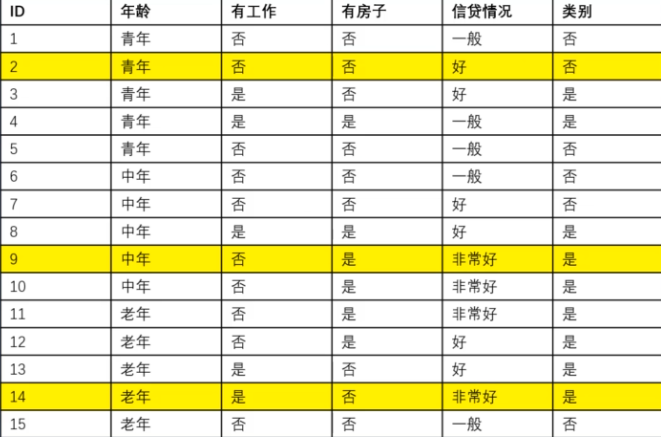 ID 年龄 有工作 有房子 信贷情况 类别
1 青年 否 否 一般 否
2 青年 否 否 好 否
3 青年 是 否 好 是
4 青年 是 是 一般 是
5 青年 否 否 一般 否
6 中年 否 否 一般 否
7 中年 否 否 好 否
8 中年 是 是 好 是
9 中年 否 是 非常好 是
10 中年 否 是 非常好 是
11 老年 否 是 非常好 是
12 老年 否 是 好 是
13 老年 是 否 好 是
14 老年 是 否 非常好 是
15 老年 否 否 一般 否